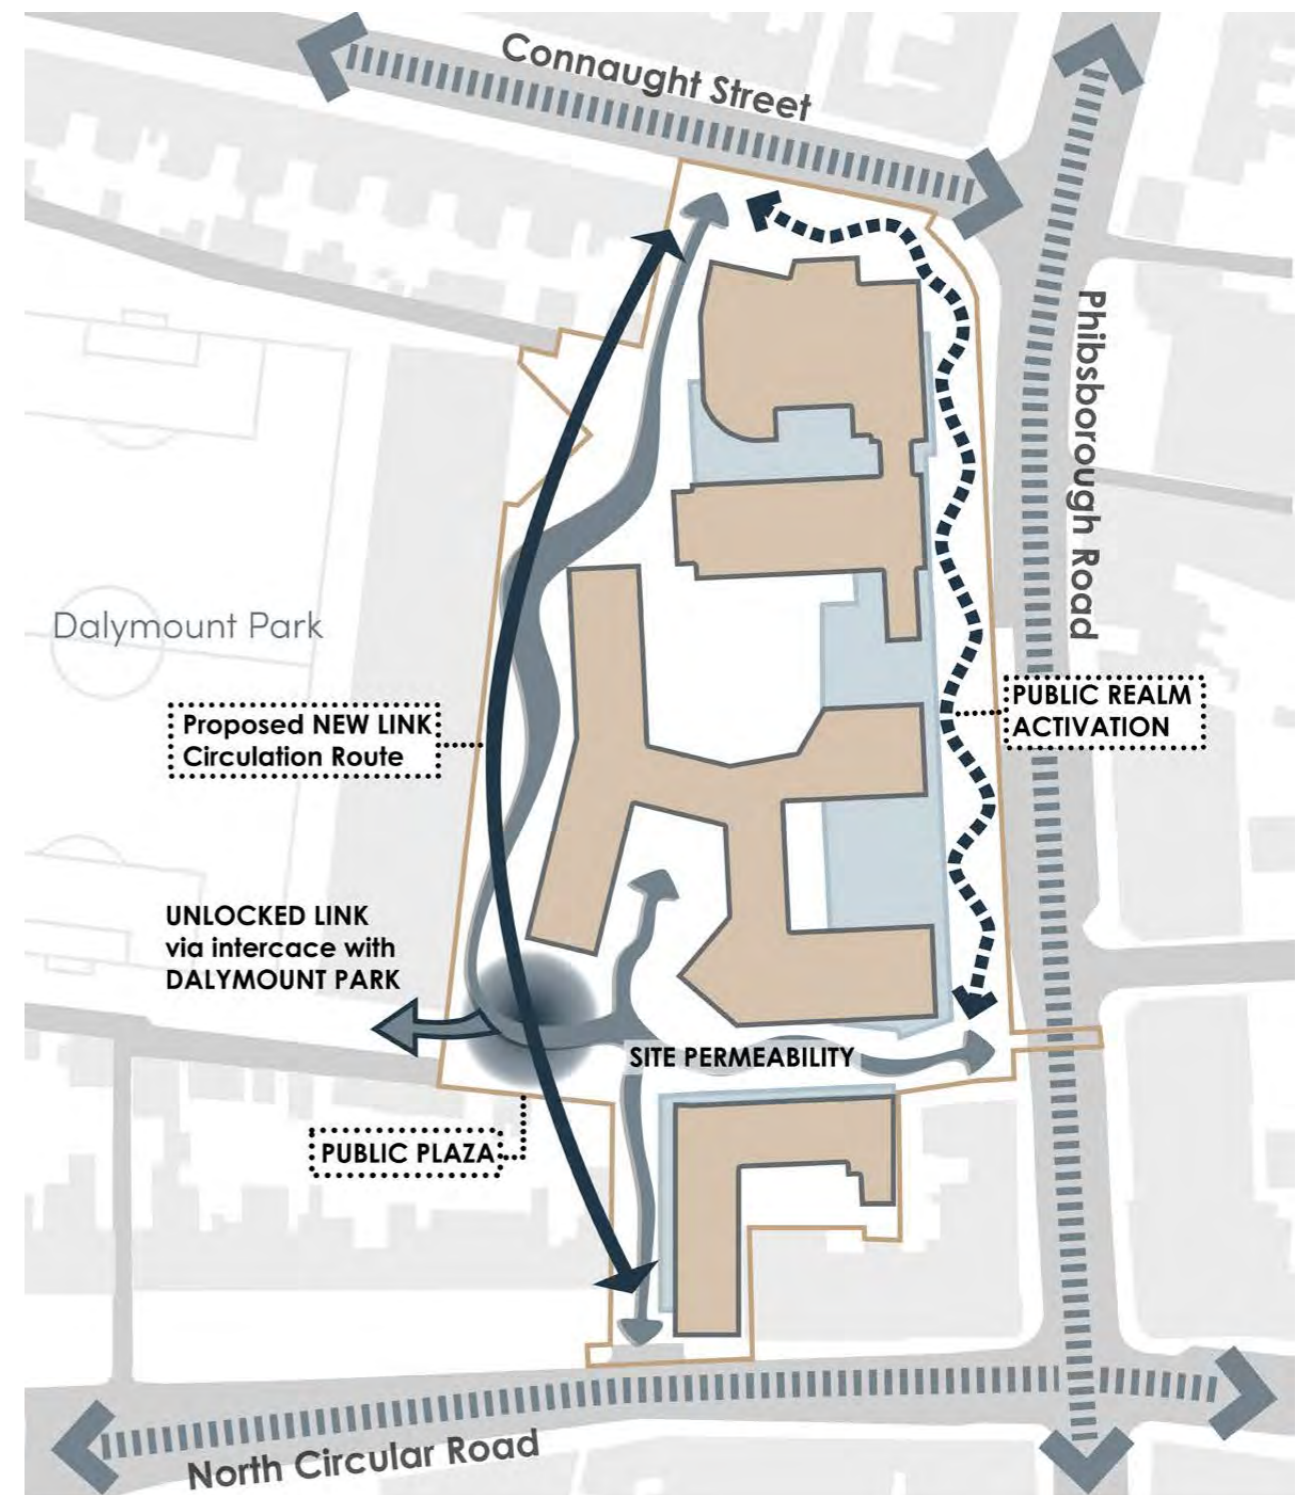 Connaught Street
Phibsborough Road
Dalymount Park
PUBLIC REALM
ACTIVATION
Proposed NEW LINK
Circulation Route
UNLOCKED LINK
via intercace with
DALYMOUNT PARK
SITE PERMEABILITY
PUBLIC PLAZA
North Circular Road